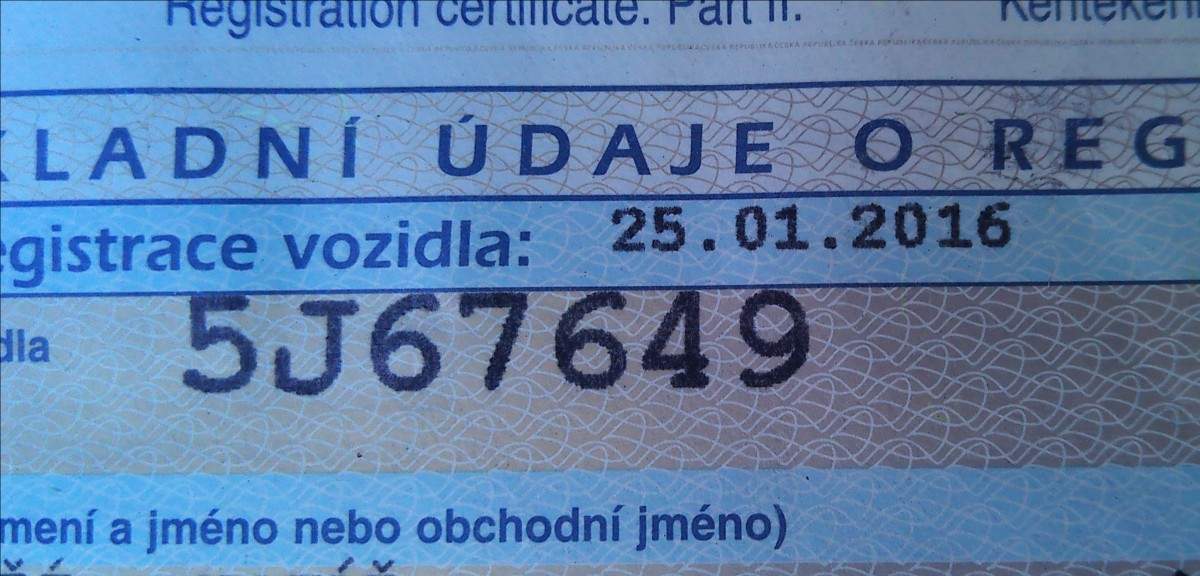 Registration certificate. Part II. Kenteken
KLADNÍ ÚDAJE O REG
egistrace vozidla: 25.01.2016
dla 5J67649
mení a jméno nebo obchodní jméno)